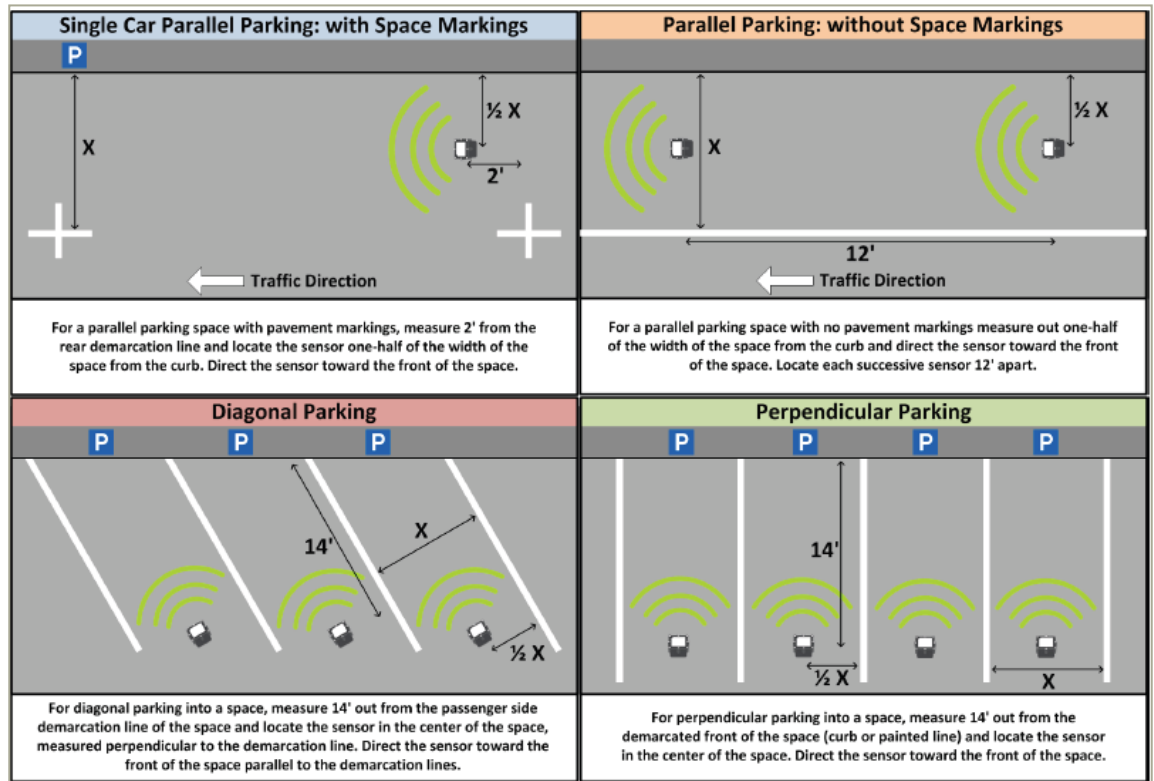 Single Car Parallel Parking: with Space Markings
P
½ X
X
2'
Traffic Direction
For a parallel parking space with pavement markings, measure 2' from the
rear demarcation line and locate the sensor one-half of the width of the
space from the curb. Direct the sensor toward the front of the space.
Parallel Parking: without Space Markings
½ X
X
12'
Traffic Direction
For a parallel parking space with no pavement markings measure out one-half
of the width of the space from the curb and direct the sensor toward the front
of the space. Locate each successive sensor 12' apart.
Diagonal Parking
P P P
X
14'
½ X
For diagonal parking into a space, measure 14' out from the passenger side
demarcation line of the space and locate the sensor in the center of the space,
measured perpendicular to the demarcation line. Direct the sensor toward the
front of the space parallel to the demarcation lines.
Perpendicular Parking
P P P P
14'
½ X
X
For perpendicular parking into a space, measure 14' out from the
demarcated front of the space (curb or painted line) and locate the sensor
in the center of the space. Direct the sensor toward the front of the space.